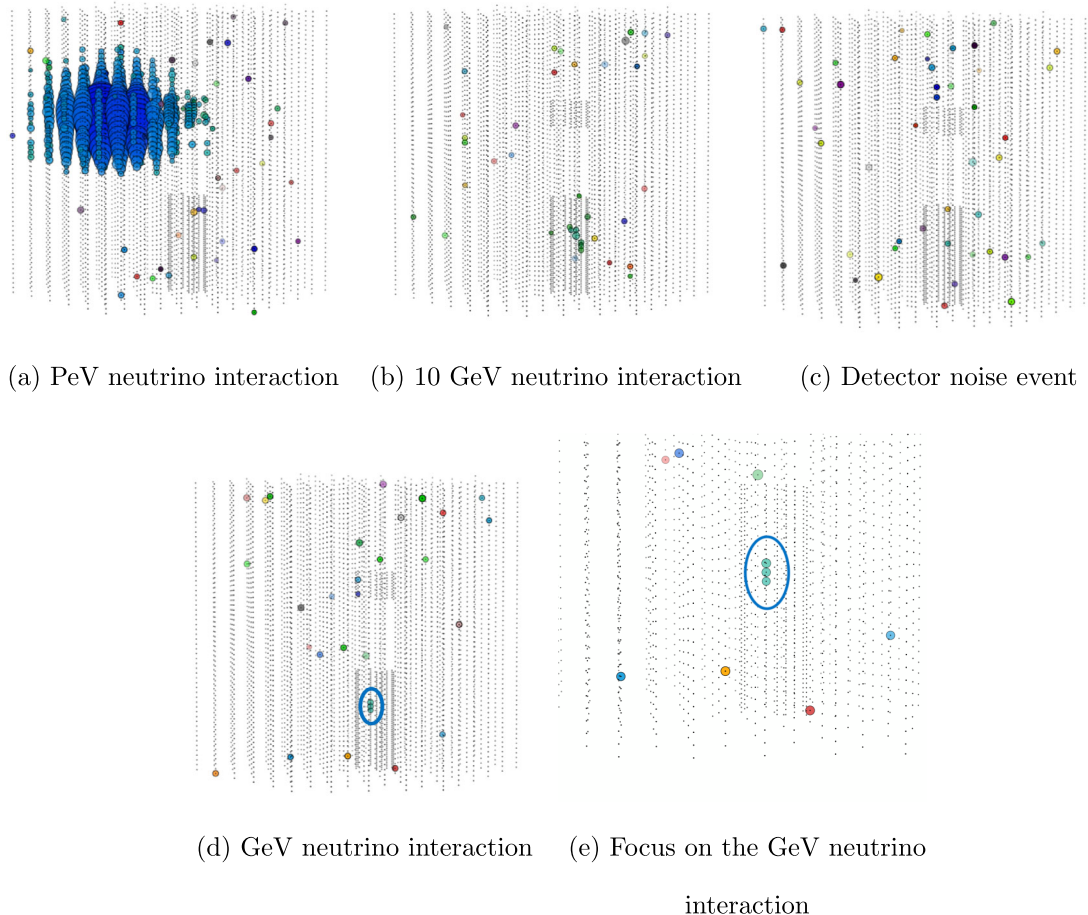 (a) PeV neutrino interaction
(b) 10 GeV neutrino interaction
(c) Detector noise event
(d) GeV neutrino interaction
(e) Focus on the GeV neutrino
interaction